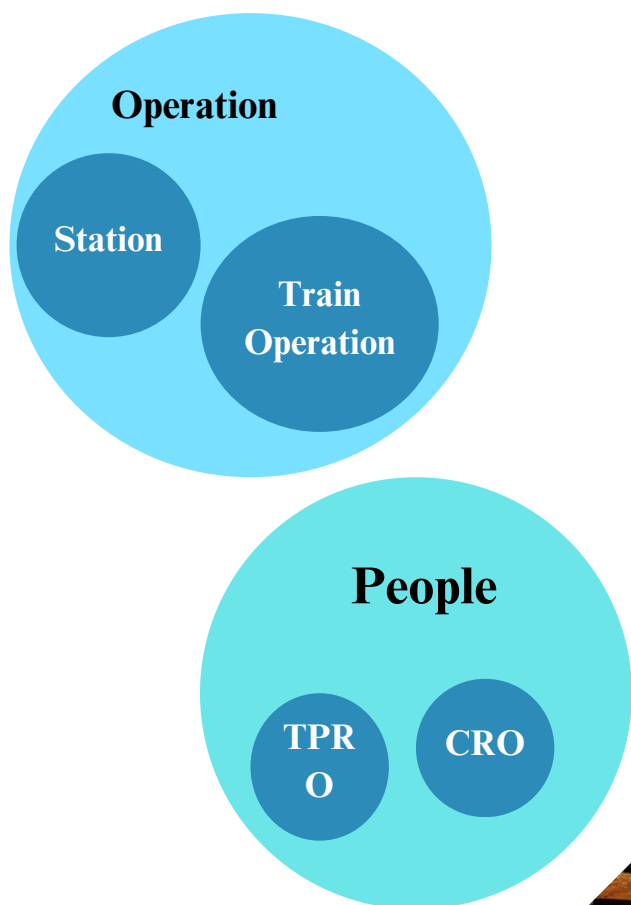 Operation
Station
Train
Operation
People
TPR
O
CRO